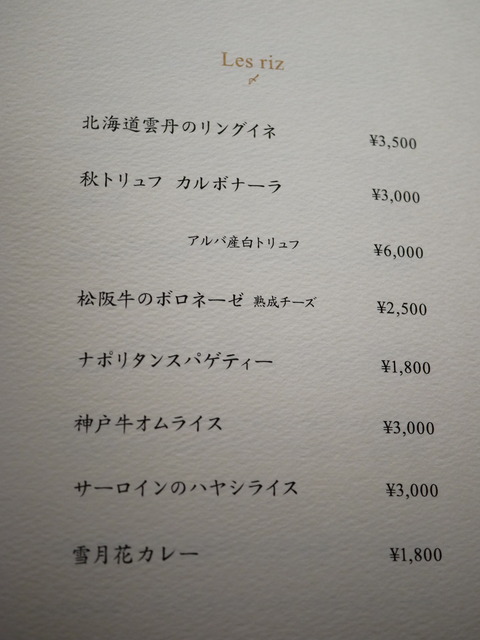 Les riz
北海道雲丹のリングイネ ¥3,500
秋トリュフ カルボナーラ ¥3,000
アルバ産白トリュフ ¥6,000
松阪牛のボロネーゼ 熟成チーズ ¥2,500
ナポリタンスパゲティー ¥1,800
神戸牛オムライス ¥3,000
サーロインのハヤシライス ¥3,000
雪月花カレー ¥1,800